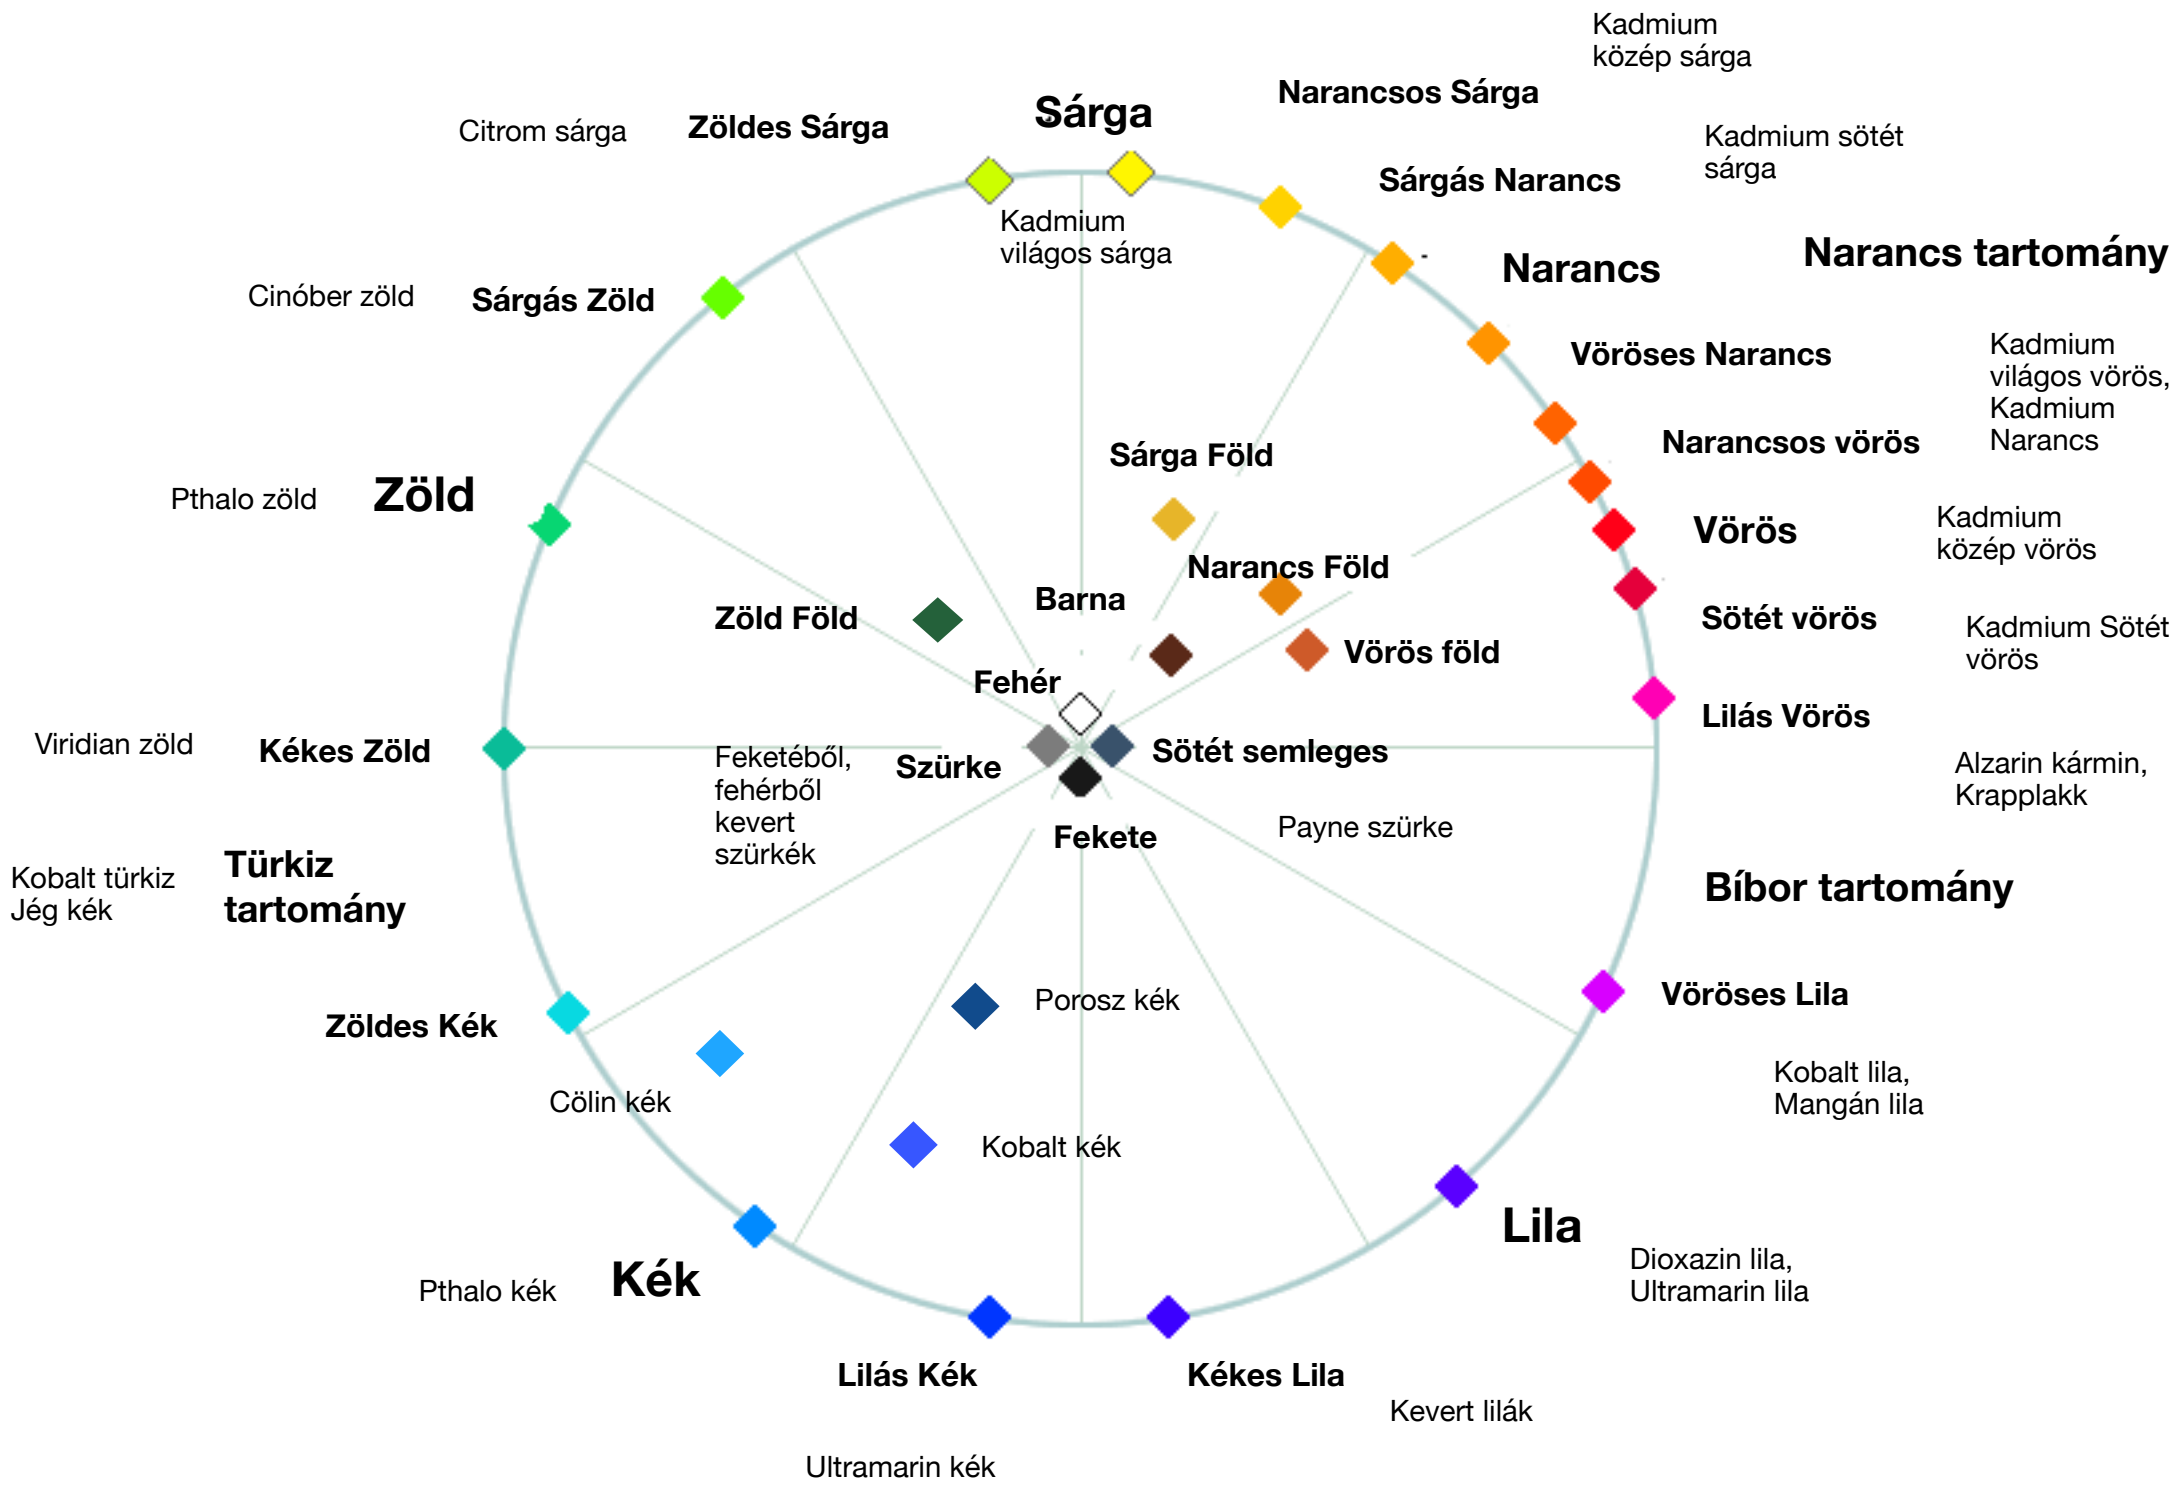 Kadmium
közép sárga
Narancsos Sárga
Sárga
Citrom sárga
Zöldes Sárga
Kadmium sötét
sárga
Sárgás Narancs
Kadmium
világos sárga
Narancs tartomány
Narancs
Cinóber zöld
Sárgás Zöld
Vöröses Narancs
Kadmium
világos vörös,
Kadmium
Narancs
Narancsos vörös
Sárga Föld
Pthalo zöld
Zöld
Vörös
Kadmium
közép vörös
Narancs Föld
Barna
Zöld Föld
Sötét vörös
Kadmium Sötét
vörös
Vörös föld
Fehér
Lilás Vörös
Viridian zöld
Kékes Zöld
Feketéből,
fehérből
kevert
szürkék
Szürke
Sötét semleges
Alzarin kármin,
Krapplakk
Payne szürke
Fekete
Türkiz
tartomány
Kobalt türkiz
Jég kék
Bíbor tartomány
Porosz kék
Vöröses Lila
Zöldes Kék
Cölin kék
Kobalt lila,
Mangán lila
Kobalt kék
Lila
Dioxazin lila,
Ultramarin lila
Pthalo kék
Kék
Lilás Kék
Kékes Lila
Kevert lilák
Ultramarin kék